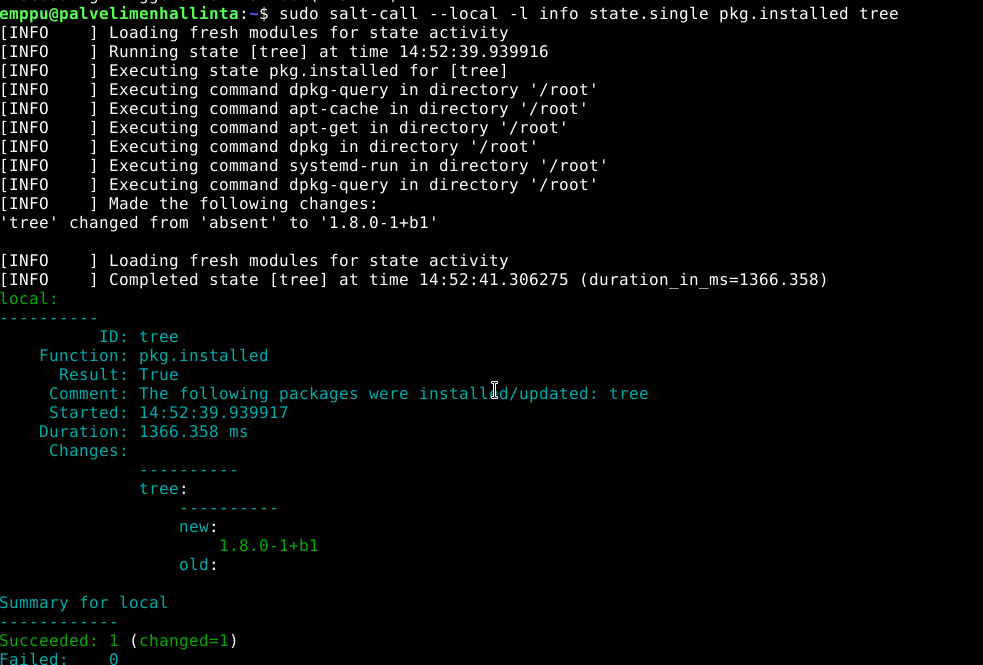 emppu@palvelimenhallinta:~$ sudo salt-call --local -l info state.single pkg.installed tree
[INFO    ] Loading fresh modules for state activity
[INFO    ] Running state [tree] at time 14:52:39.939916
[INFO    ] Executing state pkg.installed for [tree]
[INFO    ] Executing command dpkg-query in directory '/root'
[INFO    ] Executing command apt-cache in directory '/root'
[INFO    ] Executing command apt-get in directory '/root'
[INFO    ] Executing command dpkg in directory '/root'
[INFO    ] Executing command systemd-run in directory '/root'
[INFO    ] Executing command dpkg-query in directory '/root'
[INFO    ] Made the following changes:
'tree' changed from 'absent' to '1.8.0-1+b1'

[INFO    ] Loading fresh modules for state activity
[INFO    ] Completed state [tree] at time 14:52:41.306275 (duration_in_ms=1366.358)
local:
----------
          ID: tree
    Function: pkg.installed
      Result: True
     Comment: The following packages were installed/updated: tree
     Started: 14:52:39.939917
    Duration: 1366.358 ms
     Changes:
              ----------
              tree:
                  ----------
                  new:
                      1.8.0-1+b1
                  old:

Summary for local
------------
Succeeded: 1 (changed=1)
Failed:    0